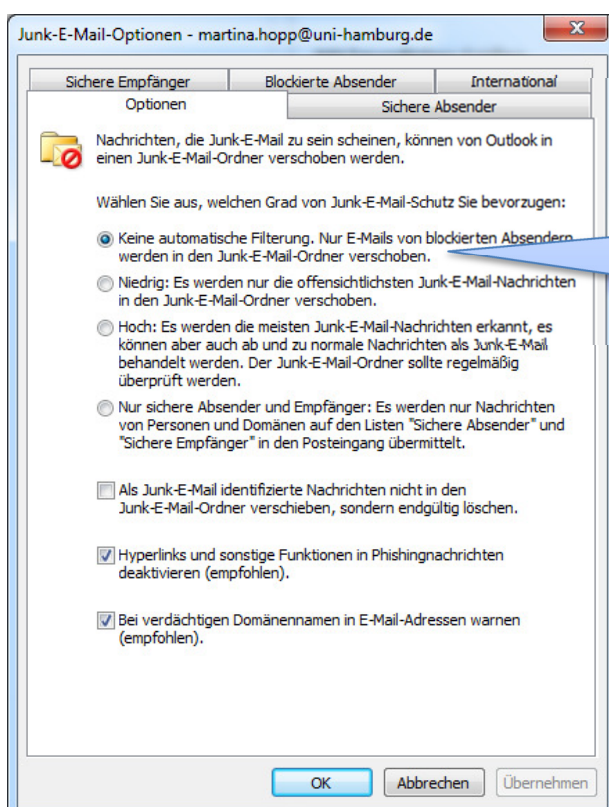 Junk-E-Mail-Optionen - martina.hopp@uni-hamburg.de
Sichere Empfänger
Blockierte Absender
International
Optionen
Sichere Absender
Nachrichten, die Junk-E-Mail zu sein scheinen, können von Outlook in
einen Junk-E-Mail-Ordner verschoben werden.
Wählen Sie aus, welchen Grad von Junk-E-Mail-Schutz Sie bevorzugen:
Keine automatische Filterung. Nur E-Mails von blockierten Absendern
werden in den Junk-E-Mail-Ordner verschoben.
Niedrig: Es werden nur die offensichtlichsten Junk-E-Mail-Nachrichten
in den Junk-E-Mail-Ordner verschoben.
Hoch: Es werden die meisten Junk-E-Mail-Nachrichten erkannt, es
können aber auch ab und zu normale Nachrichten als Junk-E-Mail
behandelt werden. Der Junk-E-Mail-Ordner sollte regelmäßig
überprüft werden.
Nur sichere Absender und Empfänger: Es werden nur Nachrichten
von Personen und Domänen auf den Listen "Sichere Absender" und
"Sichere Empfänger" in den Posteingang übermittelt.
Als Junk-E-Mail identifizierte Nachrichten nicht in den
Junk-E-Mail-Ordner verschieben, sondern endgültig löschen.
Hyperlinks und sonstige Funktionen in Phishingnachrichten
deaktivieren (empfohlen).
Bei verdächtigen Domänennamen in E-Mail-Adressen warnen
(empfohlen).
OK
Abbrechen
Übernehmen